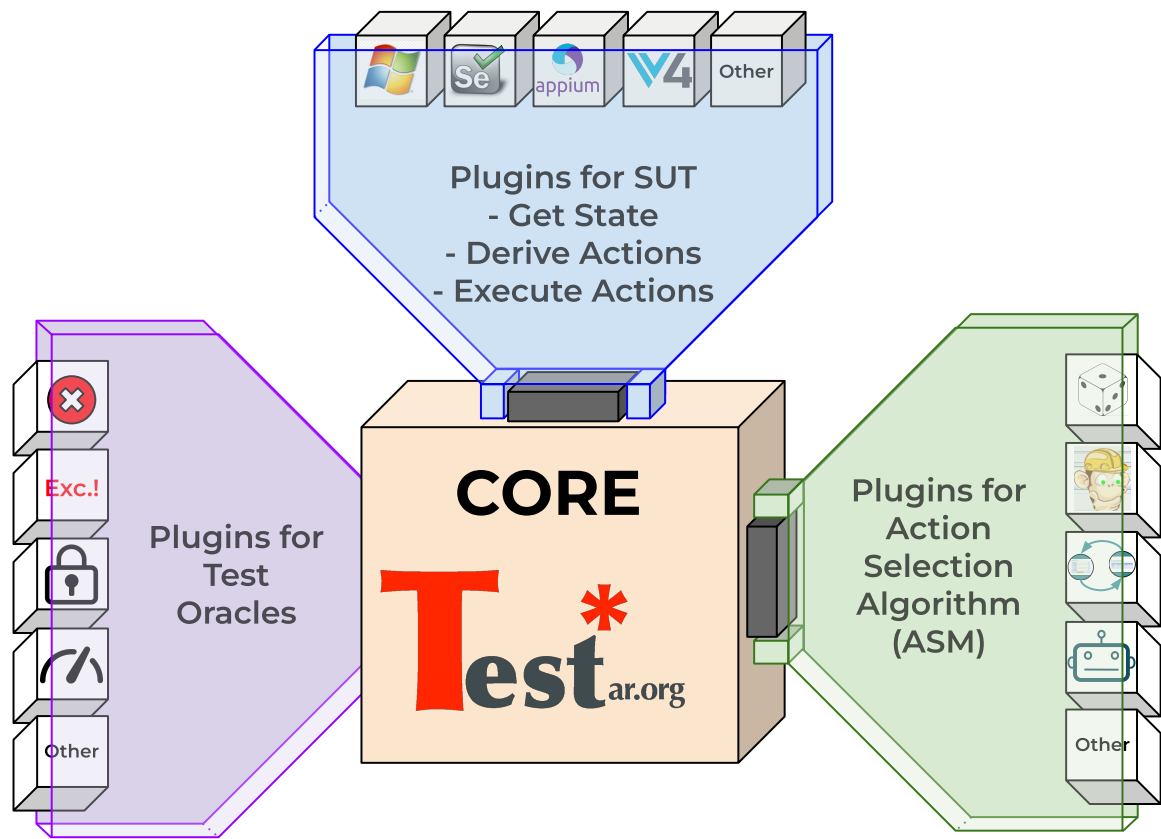 Se
appium
V4
Other
Plugins for SUT
- Get State
- Derive Actions
- Execute Actions
Exc.!
Other
Plugins for
Test
Oracles
CORE
Test*
ar.org
Plugins for
Action
Selection
Algorithm
(ASM)
Other